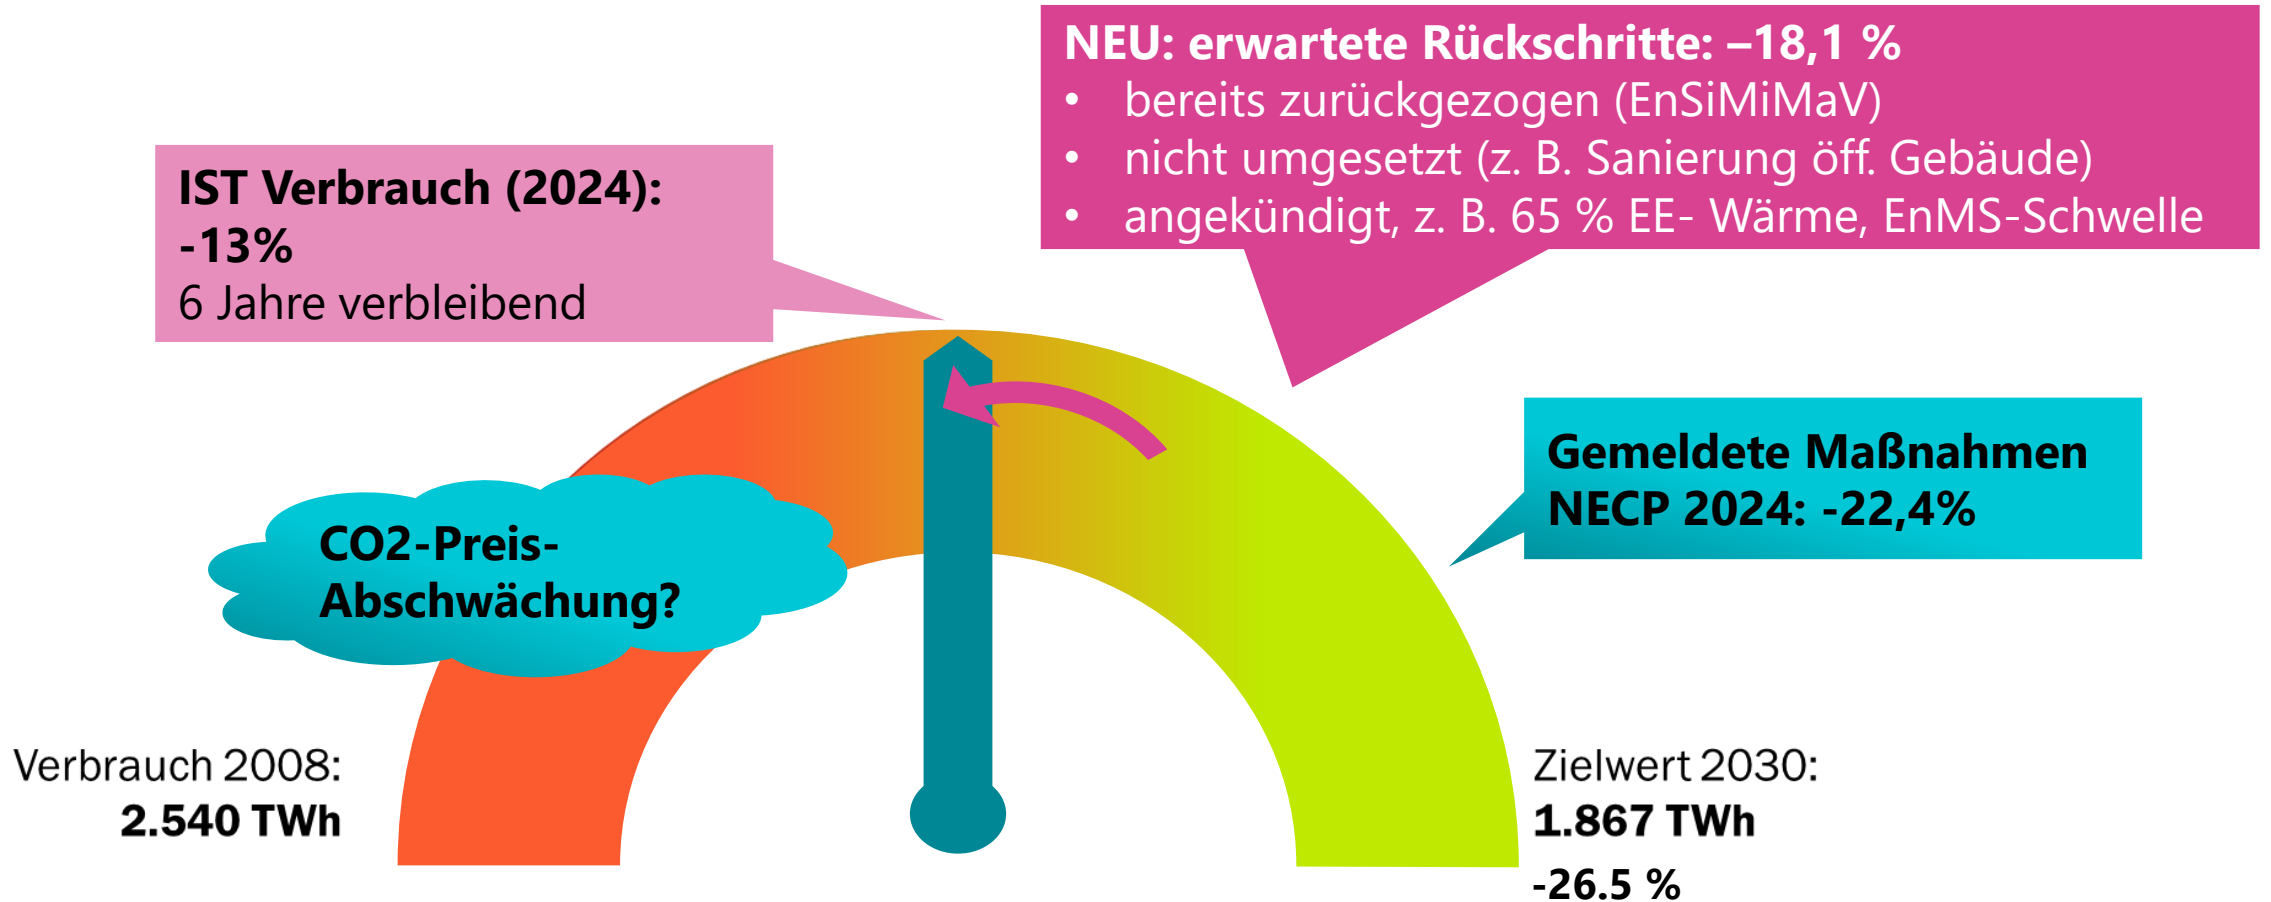 NEU: erwartete Rückschritte: –18,1 %
• bereits zurückgezogen (EnSiMiMaV)
• nicht umgesetzt (z. B. Sanierung öff. Gebäude)
• angekündigt, z. B. 65 % EE- Wärme, EnMS-Schwelle
IST Verbrauch (2024):
-13%
6 Jahre verbleibend
Gemeldete Maßnahmen
NECP 2024: -22,4%
CO2-Preis-
Abschwächung?
Verbrauch 2008:
2.540 TWh
Zielwert 2030:
1.867 TWh
-26.5 %